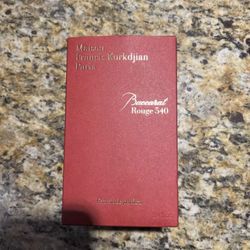 Maison
Francis Kurkdjian
Paris
Baccarat
Rouge 540